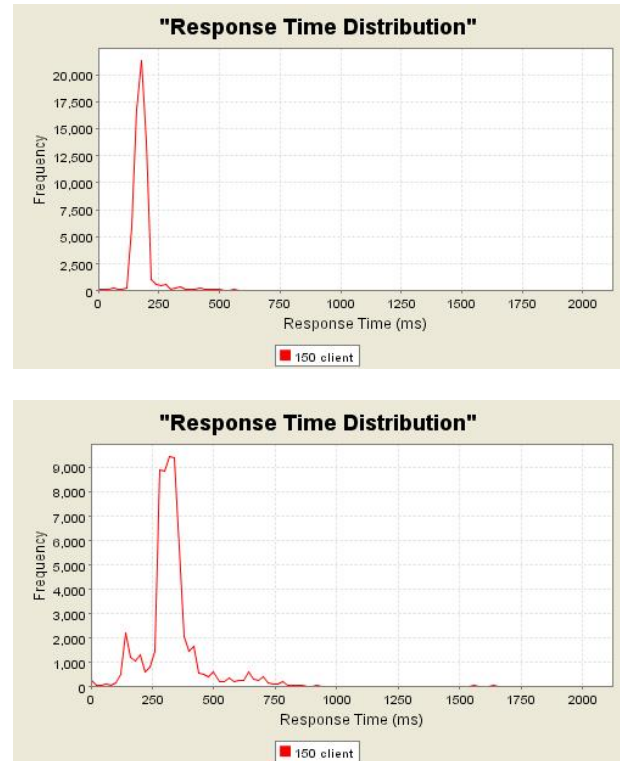 "Response Time Distribution"
20,000
17,500
15,000
12,500
10,000
7,500
5,000
2,500
0
Frequency
0 250 500 750 1000 1250 1500 1750 2000
Response Time (ms)
150 client
"Response Time Distribution"
9,000
8,000
7,000
6,000
5,000
4,000
3,000
2,000
1,000
0
Frequency
0 250 500 750 1000 1250 1500 1750 2000
Response Time (ms)
150 client